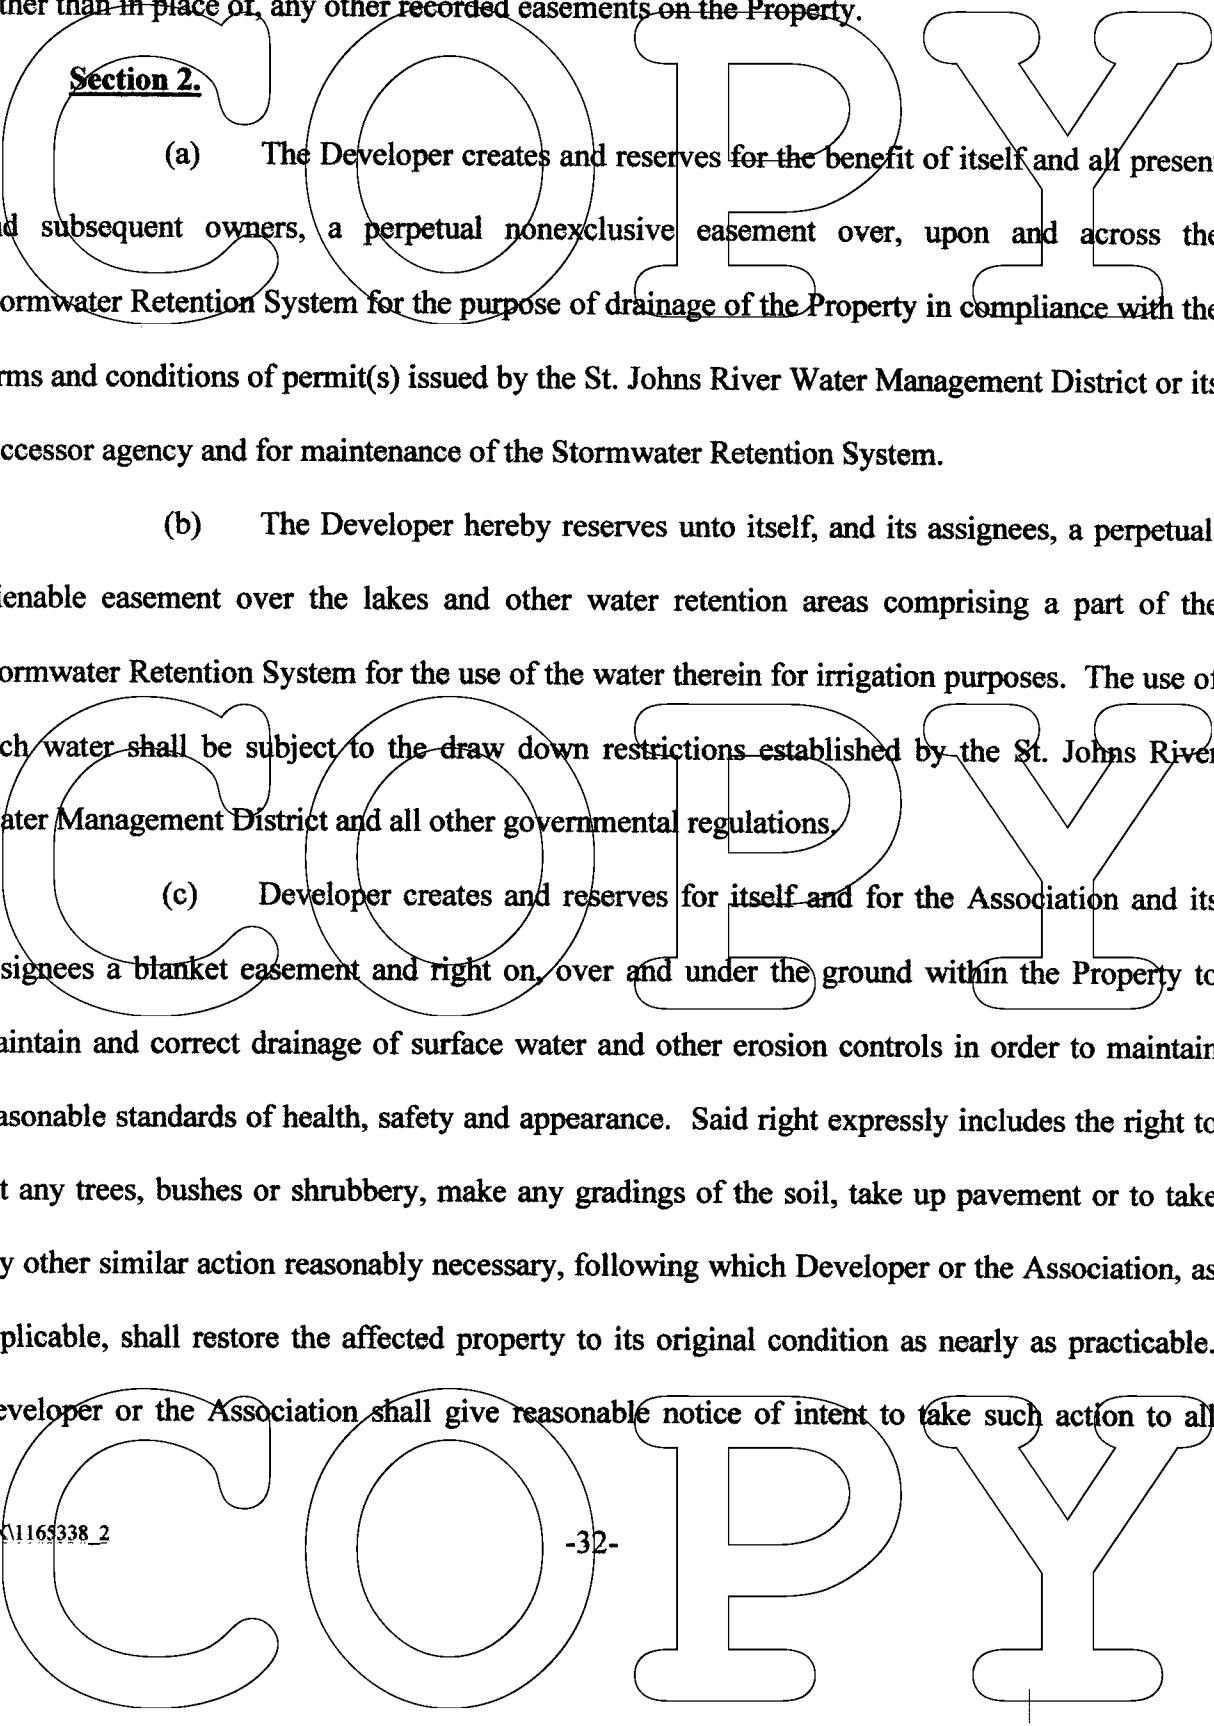 ther than in place of, any other recorded easements on the Property.
Section 2.
(a) The Developer creates and reserves for the benefit of itself and all present
d subsequent owners, a perpetual nonexclusive easement over, upon and across the
ormwater Retention System for the purpose of drainage of the Property in compliance with the
rms and conditions of permit(s) issued by the St. Johns River Water Management District or its
ccessor agency and for maintenance of the Stormwater Retention System.
(b) The Developer hereby reserves unto itself, and its assignees, a perpetual
ienable easement over the lakes and other water retention areas comprising a part of the
ormwater Retention System for the use of the water therein for irrigation purposes. The use of
ch water shall be subject to the draw down restrictions established by the St. Johns River
ater Management District and all other governmental regulations.
(c) Developer creates and reserves for itself and for the Association and its
signees a blanket easement and right on, over and under the ground within the Property to
aintain and correct drainage of surface water and other erosion controls in order to maintain
asonable standards of health, safety and appearance. Said right expressly includes the right to
t any trees, bushes or shrubbery, make any gradings of the soil, take up pavement or to take
y other similar action reasonably necessary, following which Developer or the Association, as
plicable, shall restore the affected property to its original condition as nearly as practicable.
eveloper or the Association shall give reasonable notice of intent to take such action to all
\1165338_2
-32-
COPY
COPY
COPY